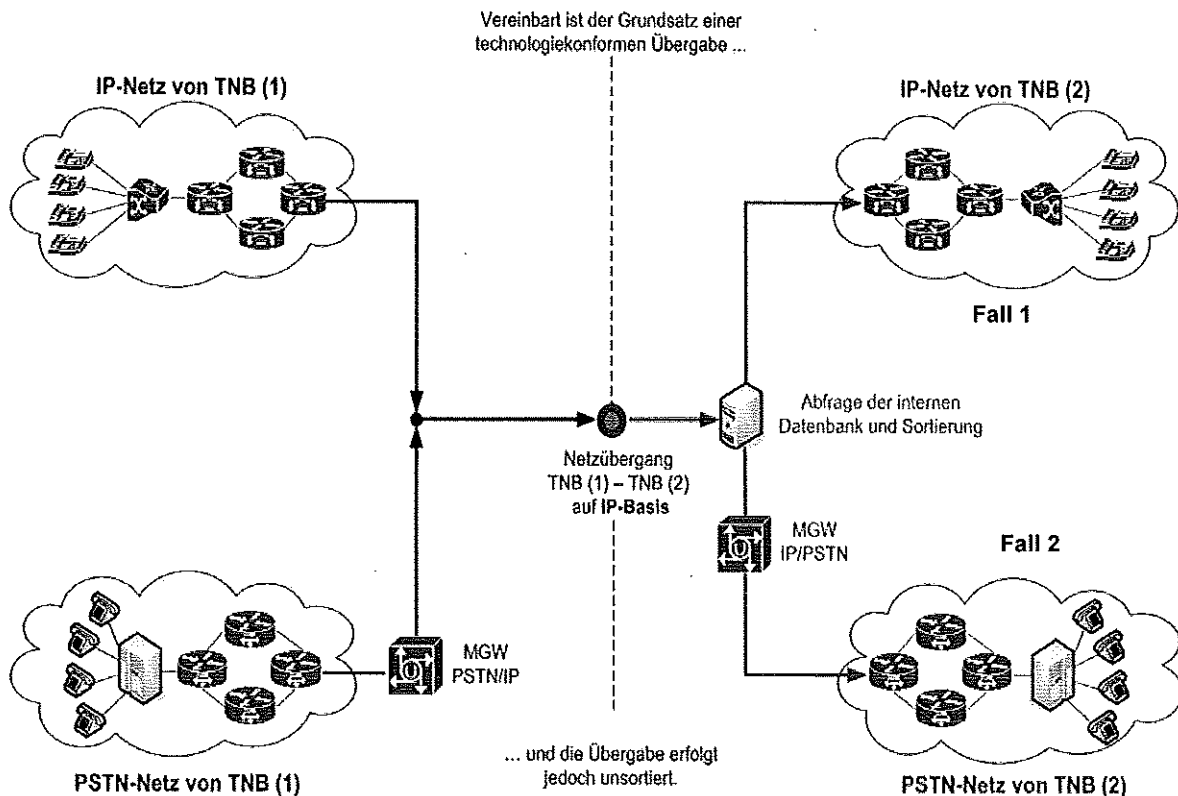 Vereinbart ist der Grundsatz einer
technologiekonformen Übergabe ...
IP-Netz von TNB (1)
IP-Netz von TNB (2)
Fall 1
Abfrage der internen
Datenbank und Sortierung
Netzübergang
TNB (1) – TNB (2)
auf IP-Basis
MGW
IP/PSTN
Fall 2
MGW
PSTN/IP
... und die Übergabe erfolgt
jedoch unsortiert.
PSTN-Netz von TNB (1)
PSTN-Netz von TNB (2)